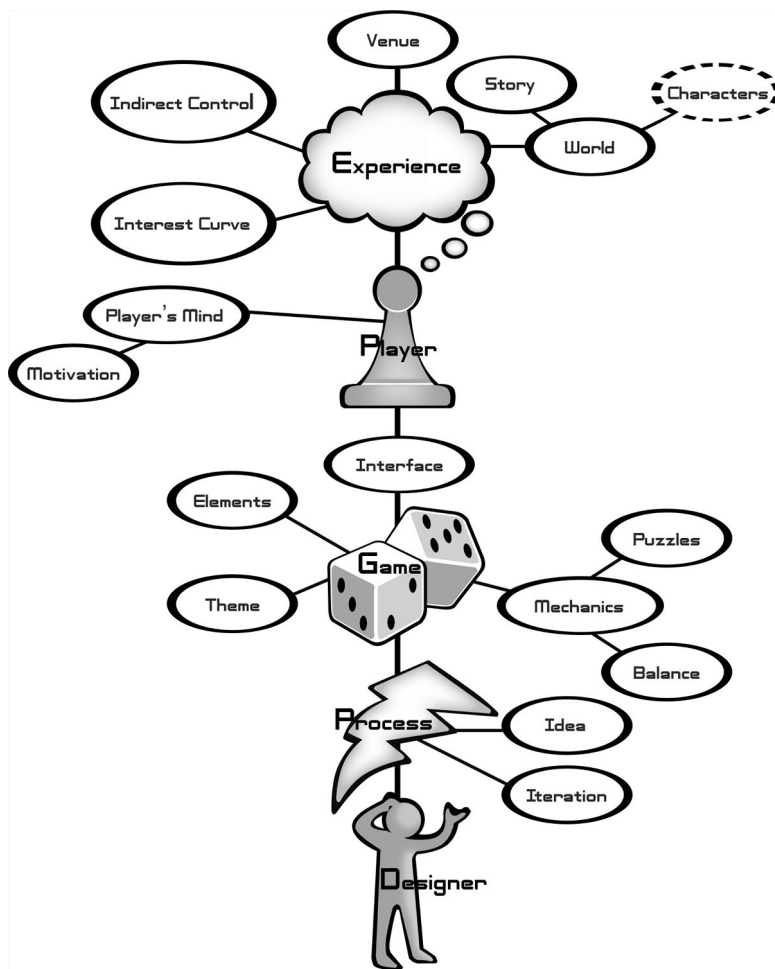 Venue
Story
Characters
Indirect Control
World
Experience
Interest Curve
Player's Mind
Player
Motivation
Interface
Elements
Puzzles
Game
Theme
Mechanics
Balance
Process
Idea
Iteration
Designer